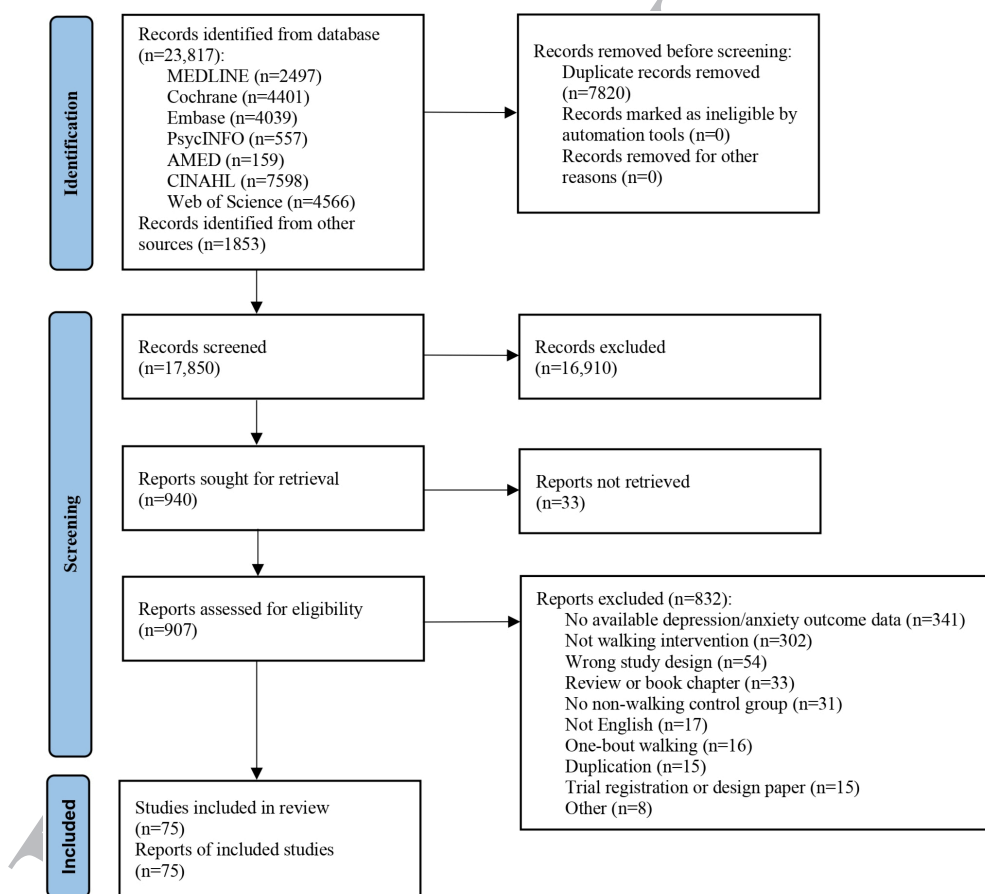 Identification
Records identified from database
(n=23,817):
MEDLINE (n=2497)
Cochrane (n=4401)
Embase (n=4039)
PsycINFO (n=557)
AMED (n=159)
CINAHL (n=7598)
Web of Science (n=4566)
Records identified from other
sources (n=1853)
Records removed before screening:
Duplicate records removed
(n=7820)
Records marked as ineligible by
automation tools (n=0)
Records removed for other
reasons (n=0)
Screening
Records screened
(n=17,850)
Records excluded
(n=16,910)
Reports sought for retrieval
(n=940)
Reports not retrieved
(n=33)
Reports assessed for eligibility
(n=907)
Reports excluded (n=832):
No available depression/anxiety outcome data (n=341)
Not walking intervention (n=302)
Wrong study design (n=54)
Review or book chapter (n=33)
No non-walking control group (n=31)
Not English (n=17)
One-bout walking (n=16)
Duplication (n=15)
Trial registration or design paper (n=15)
Other (n=8)
Included
Studies included in review
(n=75)
Reports of included studies
(n=75)